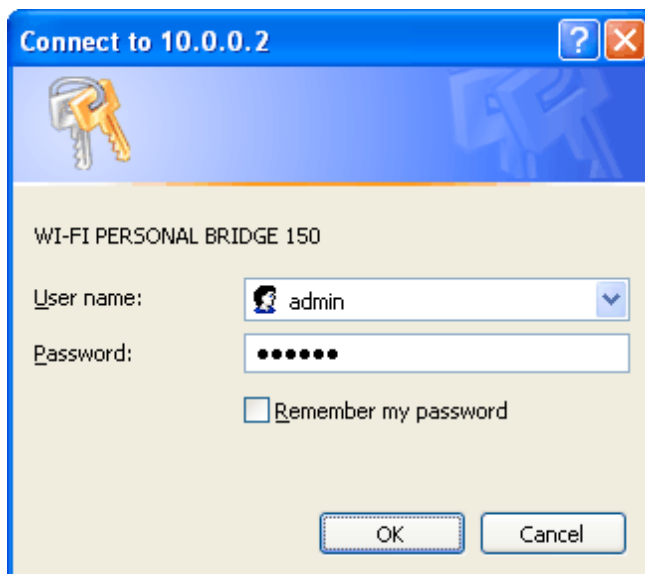 Connect to 10.0.0.2
WI-FI PERSONAL BRIDGE 150
User name:
admin
Password:
••••••
Remember my password
OK
Cancel